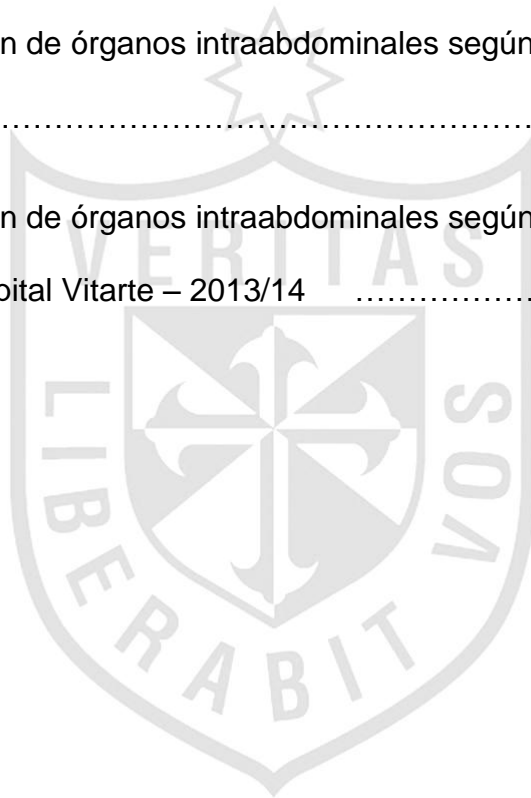 n de órganos intraabdominales según
……………………………………………………
n de órganos intraabdominales según
pital Vitarte – 2013/14 …………………
VERITAS
LIBERABIT
VOS